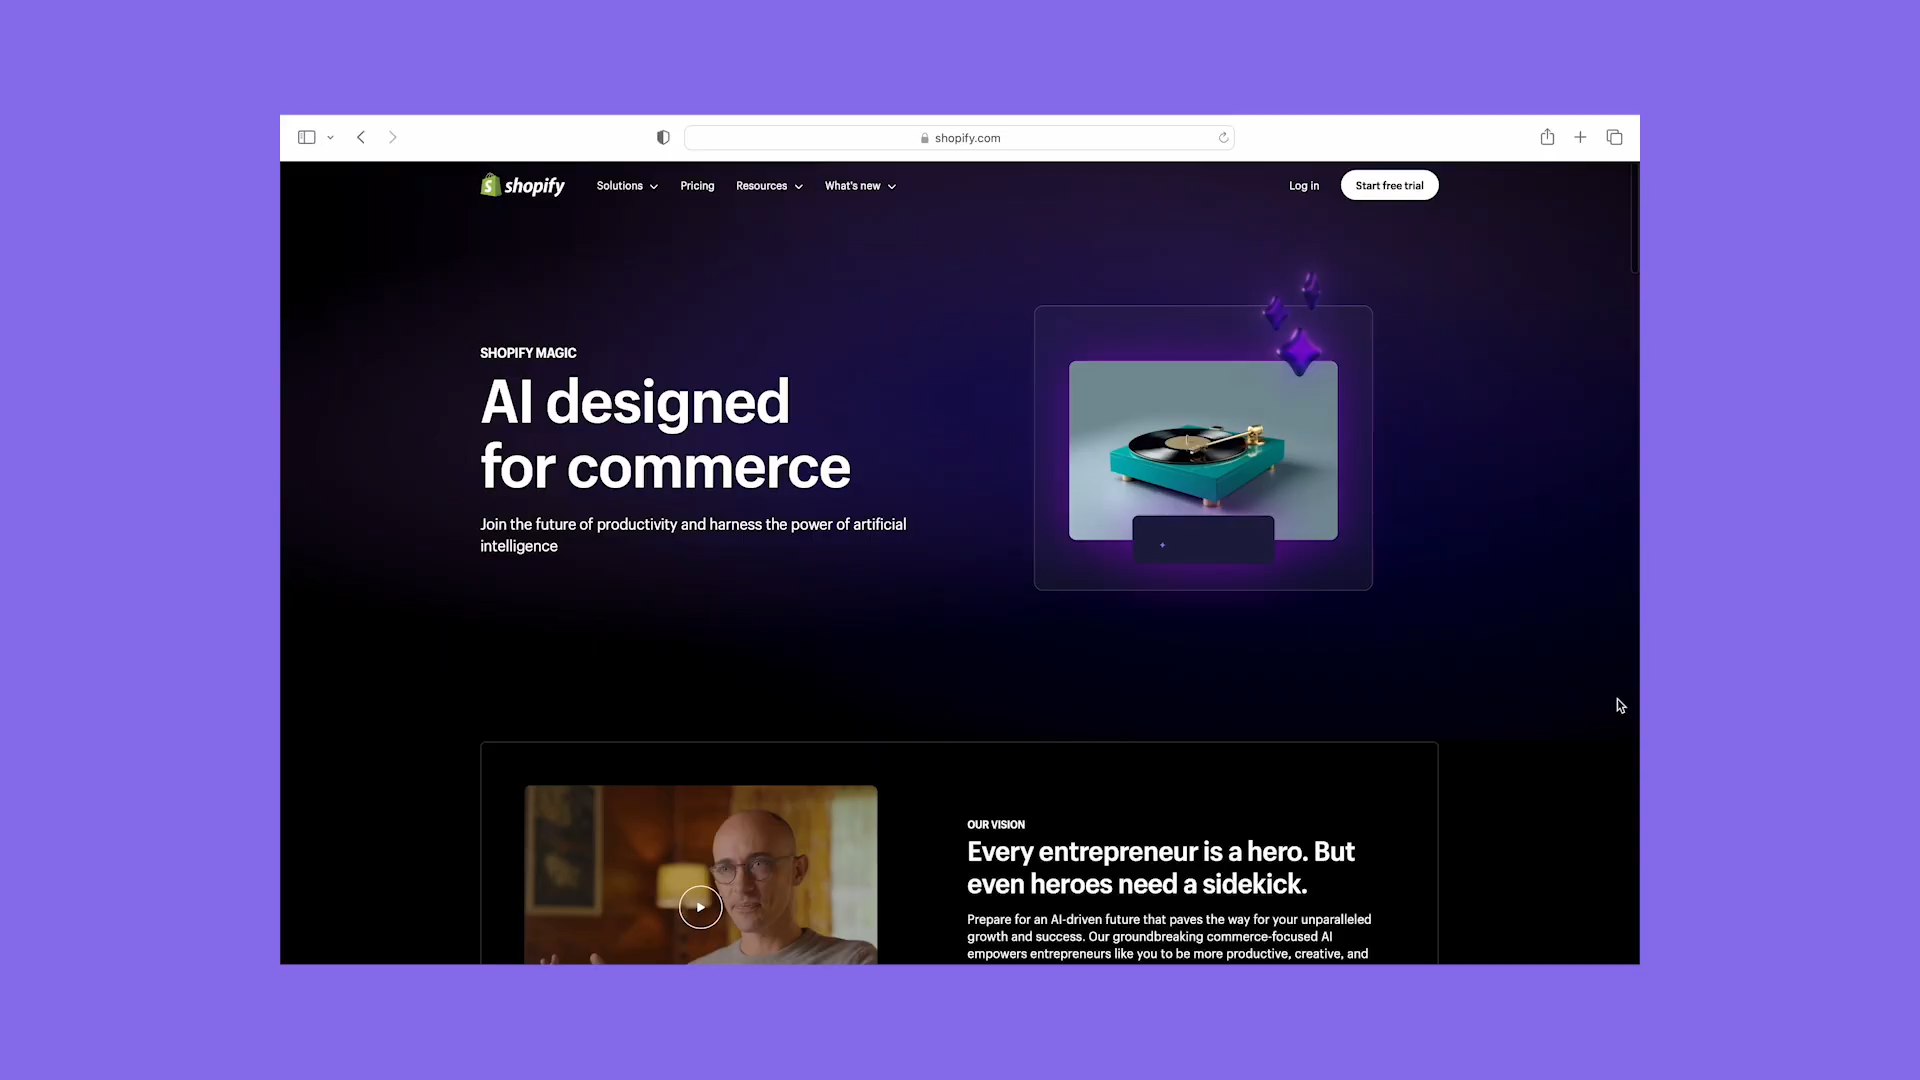 shopify.com
shopify
Solutions
Pricing
Resources
What's new
Log in
Start free trial
SHOPIFY MAGIC
AI designed
for commerce
Join the future of productivity and harness the power of artificial
intelligence
OUR VISION
Every entrepreneur is a hero. But
even heroes need a sidekick.
Prepare for an AI-driven future that paves the way for your unparalleled
growth and success. Our groundbreaking commerce-focused AI
empowers entrepreneurs like you to be more productive, creative, and